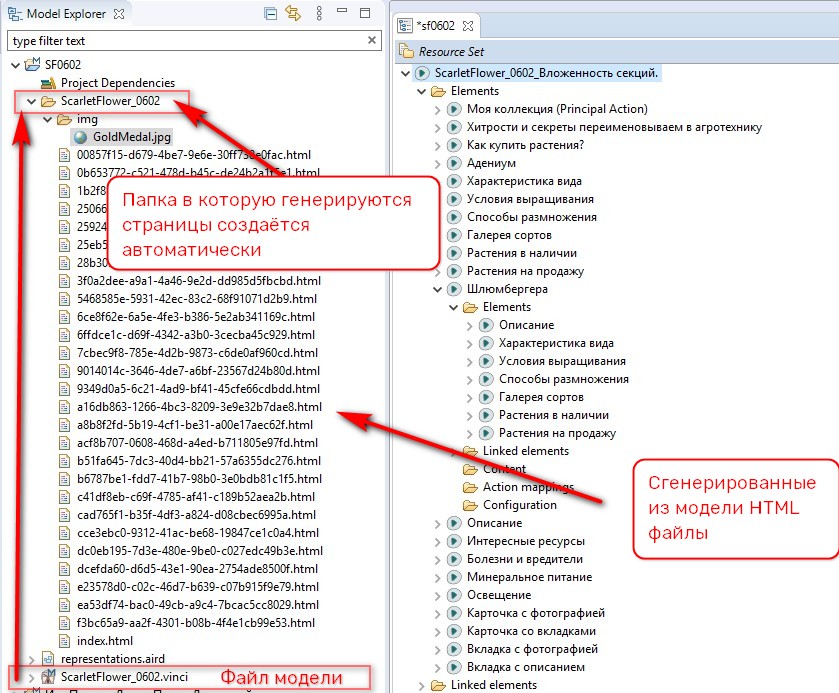 Model Explorer
type filter text
SF0602
Project Dependencies
ScarletFlower_0602
img
GoldMedal.jpg
00857f15-d679-4be7-9e6e-30ff738e0fac.html
0b653772-c521-478d-b45c-de24b2a1f5e1.html
1b2f8
25066
25924
25eb5
28b30
3f0a2dee-a9a1-4a46-9e2d-dd985d5fbcbd.html
5468585e-5931-42ec-83c2-68f91071d2b9.html
6ce8f62e-6a5e-4fe3-b386-5e2ab341169c.html
6ffdce1c-d69f-4342-a3b0-3cecba45c929.html
7cbec9f8-785e-4d2b-9873-c6de0af960cd.html
9014014c-3646-4de7-a6bf-23567d24b80d.html
9349d0a5-6c21-4ad9-bf41-45cfe66cdbdd.html
a16db863-1266-4bc3-8209-3e9e32b7dae8.html
a8b8f2fd-5b19-4cf1-be31-a00e17aec62f.html
acf8b707-0608-468d-a4ed-b711805e97fd.html
b51fa645-7dc3-40d4-bb21-57a6355dc276.html
b6787be1-fdd7-41b7-98b0-3e0bdb81c1f5.html
c41df8eb-c69f-4785-af41-c189b52aea2b.html
cad765f1-b35f-4df3-a824-d08cbec6995a.html
cce3ebc0-9312-41ac-be68-19847ce1c0a4.html
dc0eb195-7d3e-480e-9be0-c027edc49b3e.html
dcefda60-d6d5-43e1-90ea-2754ade8500f.html
e23578d0-c02c-46d7-b639-c07b915f9e79.html
ea53df74-bac0-49cb-a9c4-7bcac5cc8029.html
f3bc65a9-aa2f-4301-b08b-4f4e1cb99e53.html
index.html
representations.aird
ScarletFlower_0602.vinci
Файл модели
Папка в которую генерируются
страницы создаётся
автоматически
*sf0602
Resource Set
ScarletFlower_0602_Вложенность секций.
Elements
Моя коллекция (Principal Action)
Хитрости и секреты переименовываем в агротехнику
Как купить растения?
Адениум
Характеристика вида
Условия выращивания
Способы размножения
Галерея сортов
Растения в наличии
Растения на продажу
Шлюмбергера
Elements
Описание
Характеристика вида
Условия выращивания
Способы размножения
Галерея сортов
Растения в наличии
Растения на продажу
Linked elements
Content
Action mappings
Configuration
Описание
Интересные ресурсы
Болезни и вредители
Минеральное питание
Освещение
Карточка с фотографией
Карточка со вкладками
Вкладка с фотографией
Вкладка с описанием
Linked elements
Сгенерированные
из модели HTML
файлы